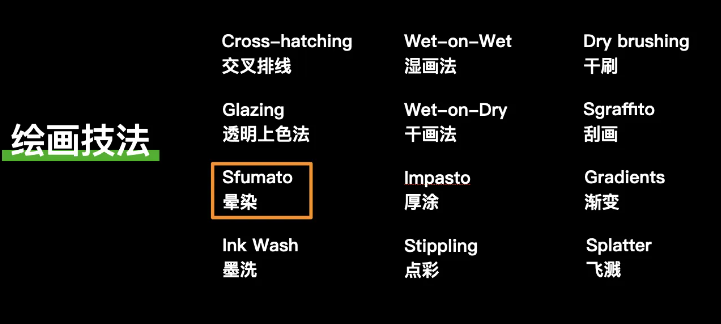 绘画技法
Cross-hatching
交叉排线
Wet-on-Wet
湿画法
Dry brushing
干刷
Glazing
透明上色法
Wet-on-Dry
干画法
Sgraffito
刮画
Sfumato
晕染
Impasto
厚涂
Gradients
渐变
Ink Wash
墨洗
Stippling
点彩
Splatter
飞溅